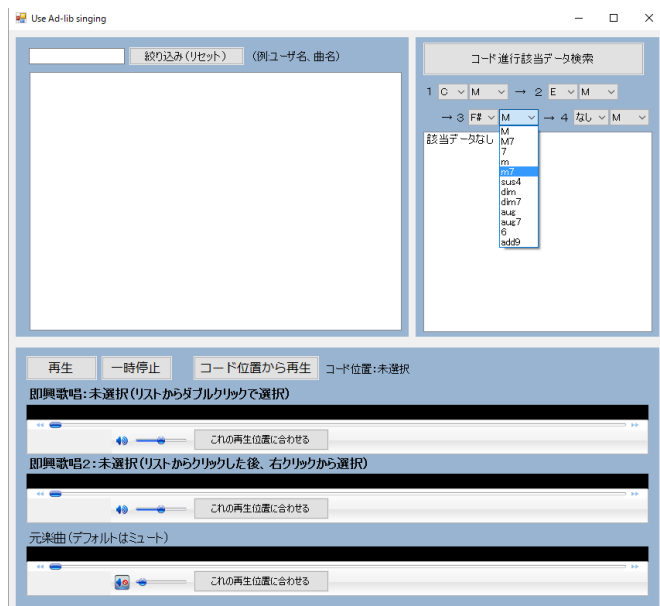 Use Ad-lib singing
絞り込み(リセット) (例:ユーザ名、曲名)
コード進行該当データ検索
1 C M → 2 E M
→ 3 F# M → 4 なし M
該当データなし
M
M7
7
m
m7
sus4
dim
dim7
aug
aug7
6
add9
再生 一時停止 コード位置から再生 コード位置:未選択
即興歌唱:未選択(リストからダブルクリックで選択)
これの再生位置に合わせる
即興歌唱2:未選択(リストからクリックした後、右クリックから選択)
これの再生位置に合わせる
元楽曲(デフォルトはミュート)
これの再生位置に合わせる